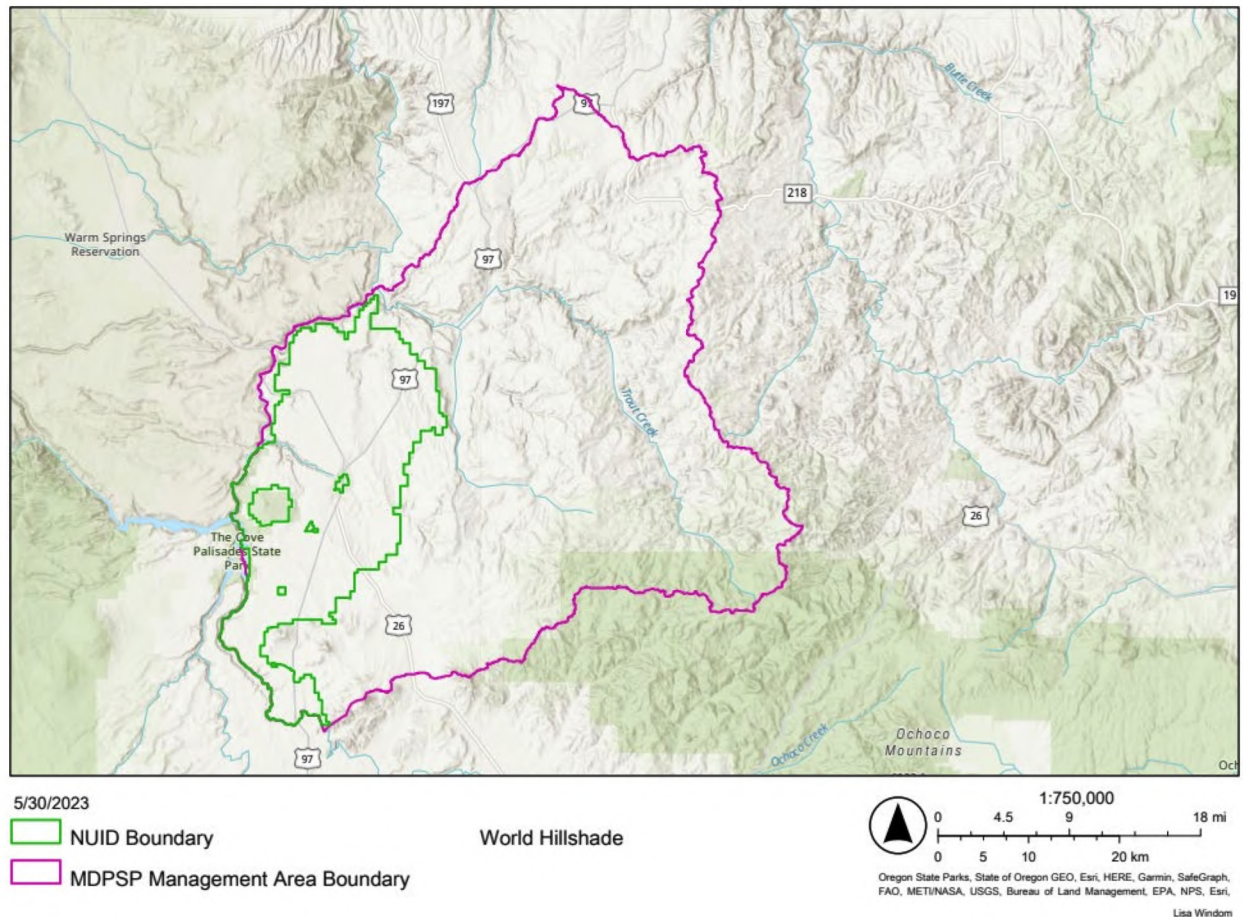 197
97
Butte Creek
218
Warm Springs
Reservation
97
19
97
Trout Creek
26
The Cove
Palisades State
Park
26
Ochoco
Mountains
Ochoco Creek
97
Och
5/30/2023
NUID Boundary
MDPSP Management Area Boundary
World Hillshade
1:750,000
0 4.5 9 18 mi
0 5 10 20 km
Oregon State Parks, State of Oregon GEO, Esri, HERE, Garmin, SafeGraph,
FAO, METI/NASA, USGS, Bureau of Land Management, EPA, NPS, Esri,
Lisa Windom